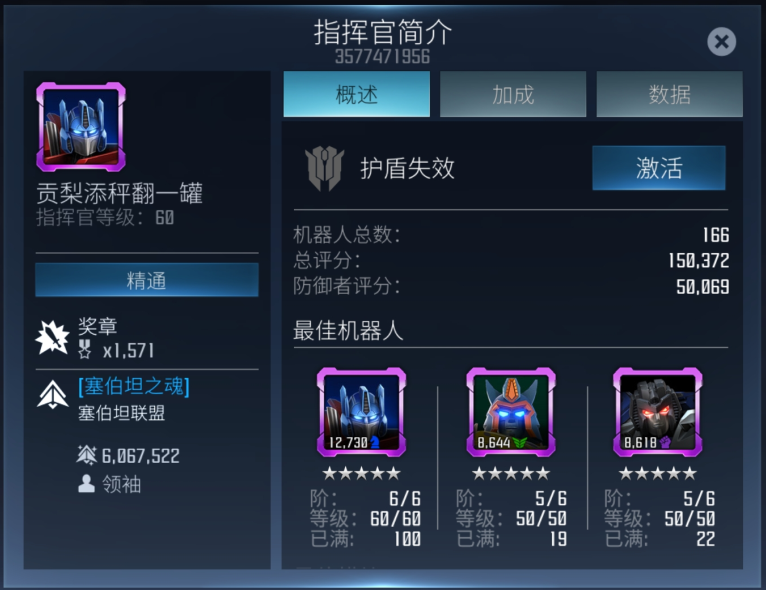 指挥官简介
3577471956
贡梨添秤翻一罐
指挥官等级: 60
精通
奖章
x1,571
[塞伯坦之魂]
塞伯坦联盟
6,067,522
领袖
概述
加成
数据
护盾失效
激活
机器人总数: 166
总评分: 150,372
防御者评分: 50,069
最佳机器人
12,730
阶: 6/6
等级: 60/60
已满: 100
8,644
阶: 5/6
等级: 50/50
已满: 19
8,618
阶: 5/6
等级: 50/50
已满: 22